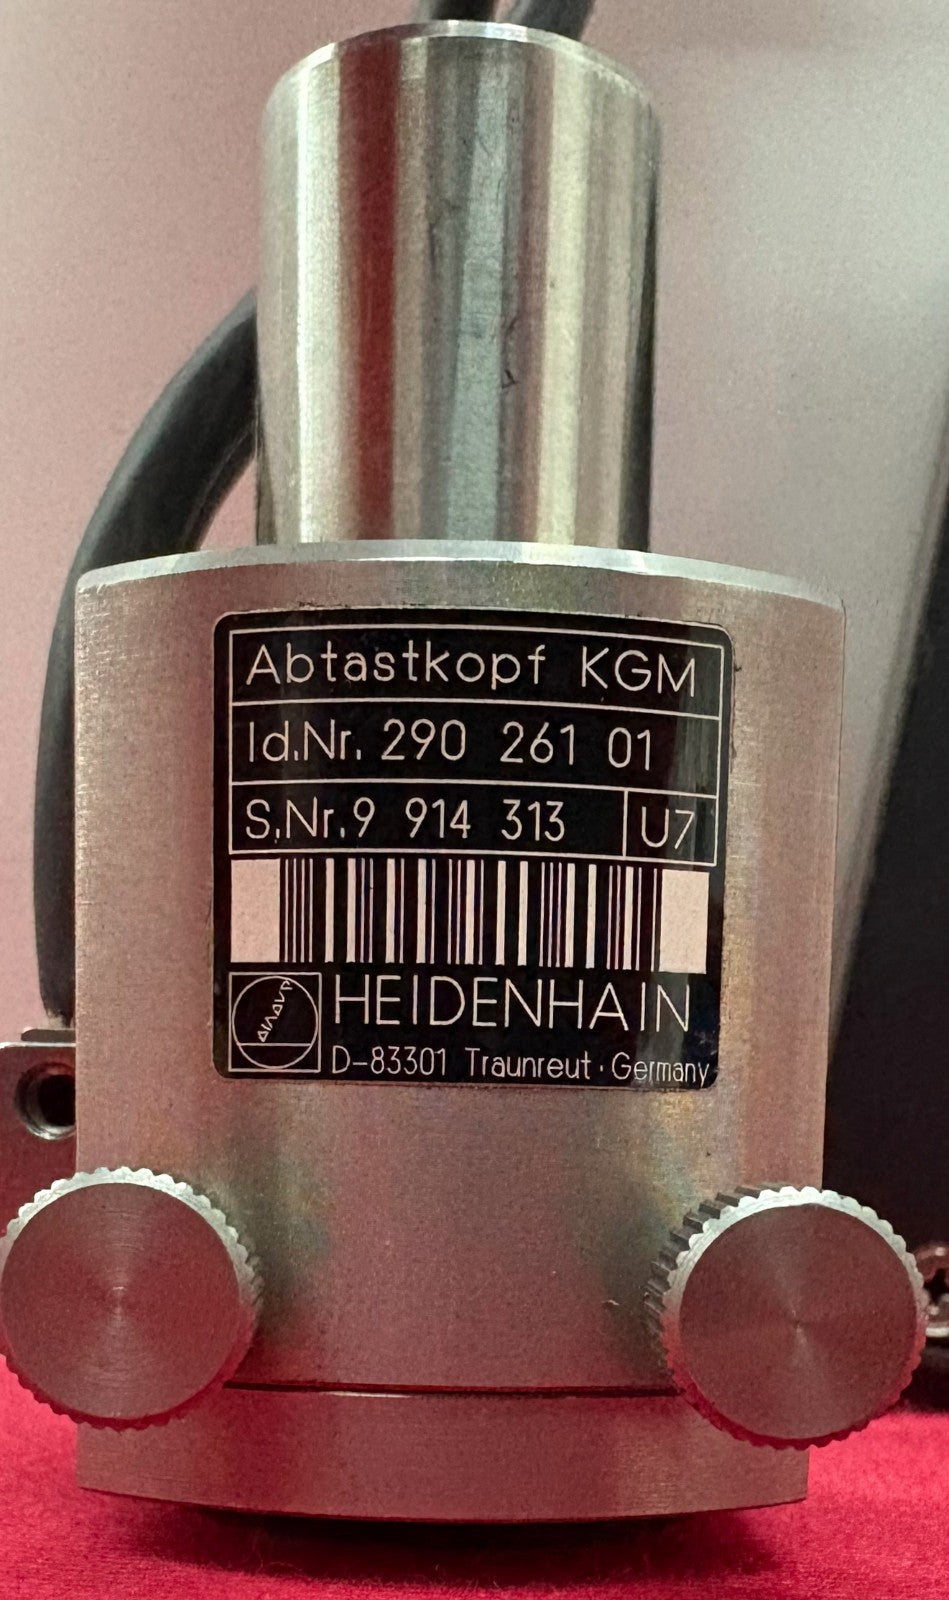 Abtastkopf KGM
Id.Nr. 290 261 01
S.Nr. 9 914 313 U7
HEIDENHAIN
D-83301 Traunreut · Germany